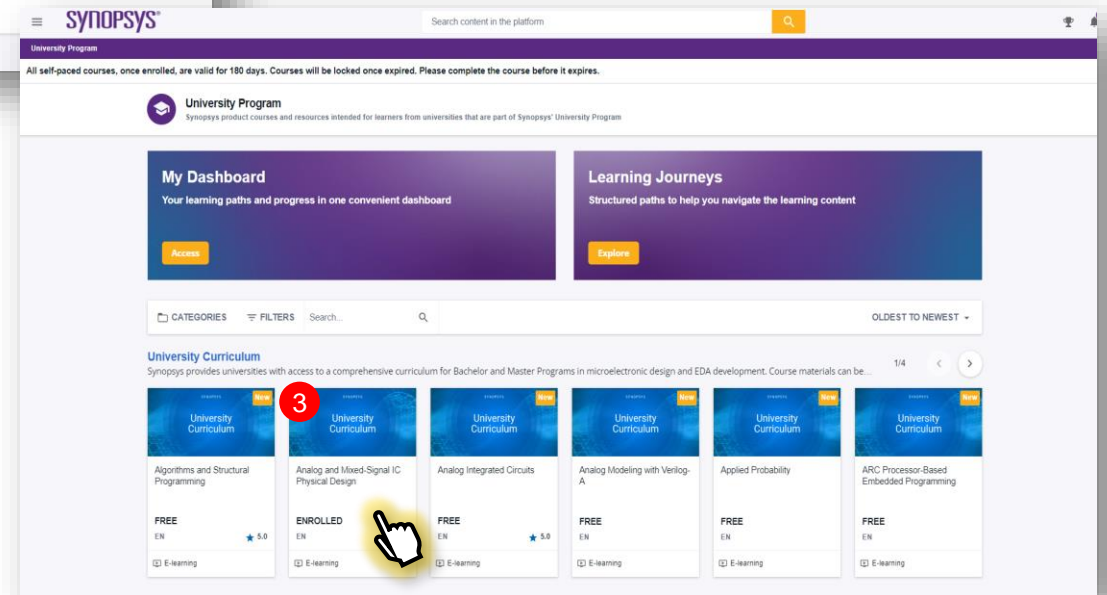 SYNOPSYS®
Search content in the platform
University Program
All self-paced courses, once enrolled, are valid for 180 days. Courses will be locked once expired. Please complete the course before it expires.
University Program
Synopsys product courses and resources intended for learners from universities that are part of Synopsys' University Program
My Dashboard
Your learning paths and progress in one convenient dashboard
Access
Learning Journeys
Structured paths to help you navigate the learning content
Explore
CATEGORIES FILTERS Search... OLDEST TO NEWEST
University Curriculum
Synopsys provides universities with access to a comprehensive curriculum for Bachelor and Master Programs in microelectronic design and EDA development. Course materials can be...
1/4
3
SYNOPSYS New
University Curriculum
Algorithms and Structural Programming
FREE
EN 5.0
E-learning
SYNOPSYS
University Curriculum
Analog and Mixed-Signal IC Physical Design
ENROLLED
EN
E-learning
SYNOPSYS New
University Curriculum
Analog Integrated Circuits
FREE
EN 5.0
E-learning
SYNOPSYS New
University Curriculum
Analog Modeling with Verilog-A
FREE
EN
E-learning
SYNOPSYS New
University Curriculum
Applied Probability
FREE
EN
E-learning
SYNOPSYS New
University Curriculum
ARC Processor-Based Embedded Programming
FREE
EN
E-learning